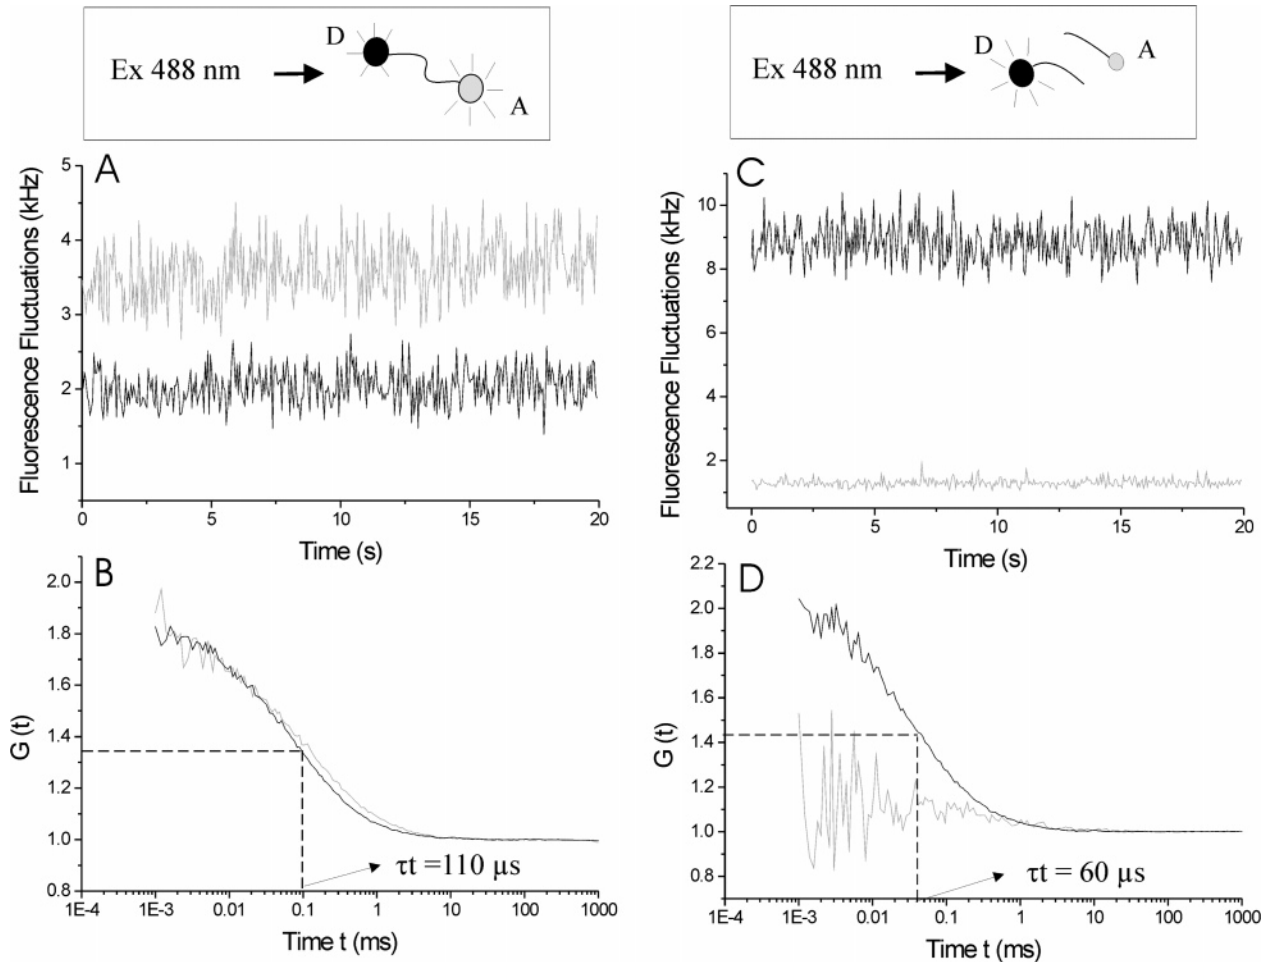 D
Ex 488 nm
A
D
Ex 488 nm
A
A
Fluorescence Fluctuations (kHz)
5
4
3
2
1
0
5
10
15
20
Time (s)
C
Fluorescence Fluctuations (kHz)
10
8
6
4
2
0
5
10
15
20
Time (s)
B
G (t)
2.0
1.8
1.6
1.4
1.2
1.0
0.8
τt =110 µs
1E-4
1E-3
0.01
0.1
1
10
100
1000
Time t (ms)
D
G (t)
2.2
2.0
1.8
1.6
1.4
1.2
1.0
0.8
τt = 60 µs
1E-4
1E-3
0.01
0.1
1
10
100
1000
Time t (ms)